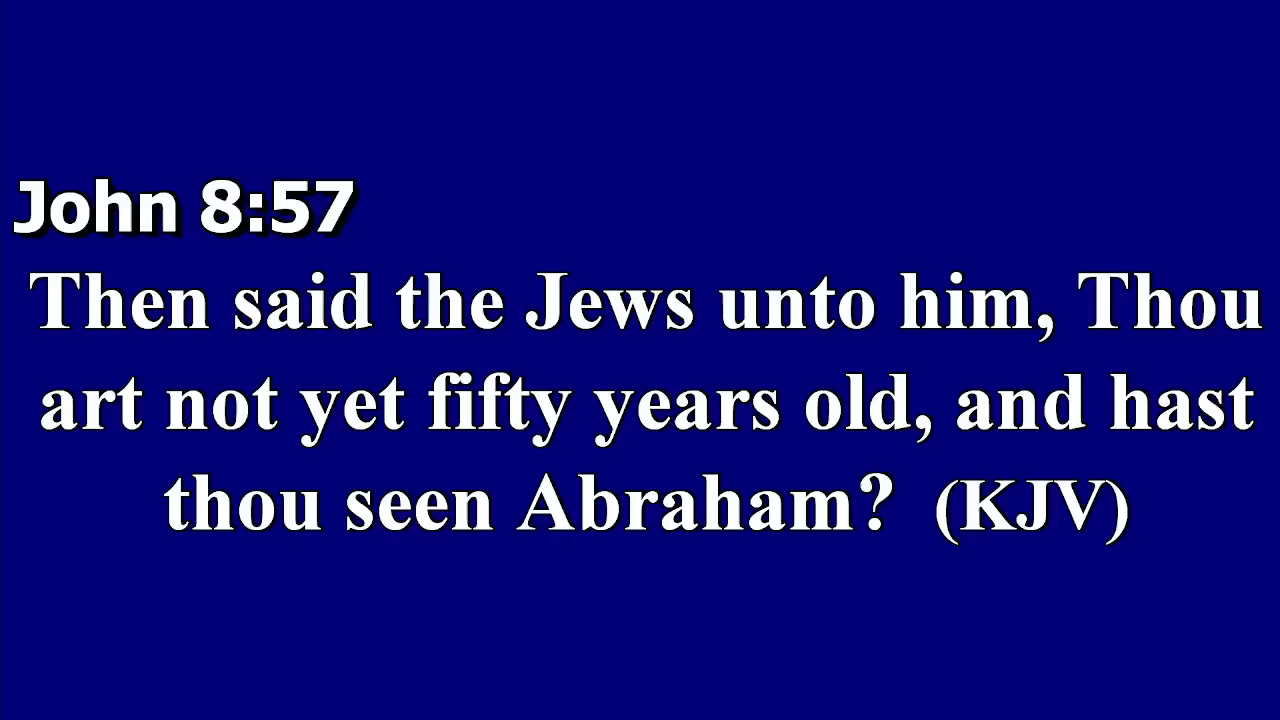 John 8:57
Then said the Jews unto him, Thou
art not yet fifty years old, and hast
thou seen Abraham? (KJV)